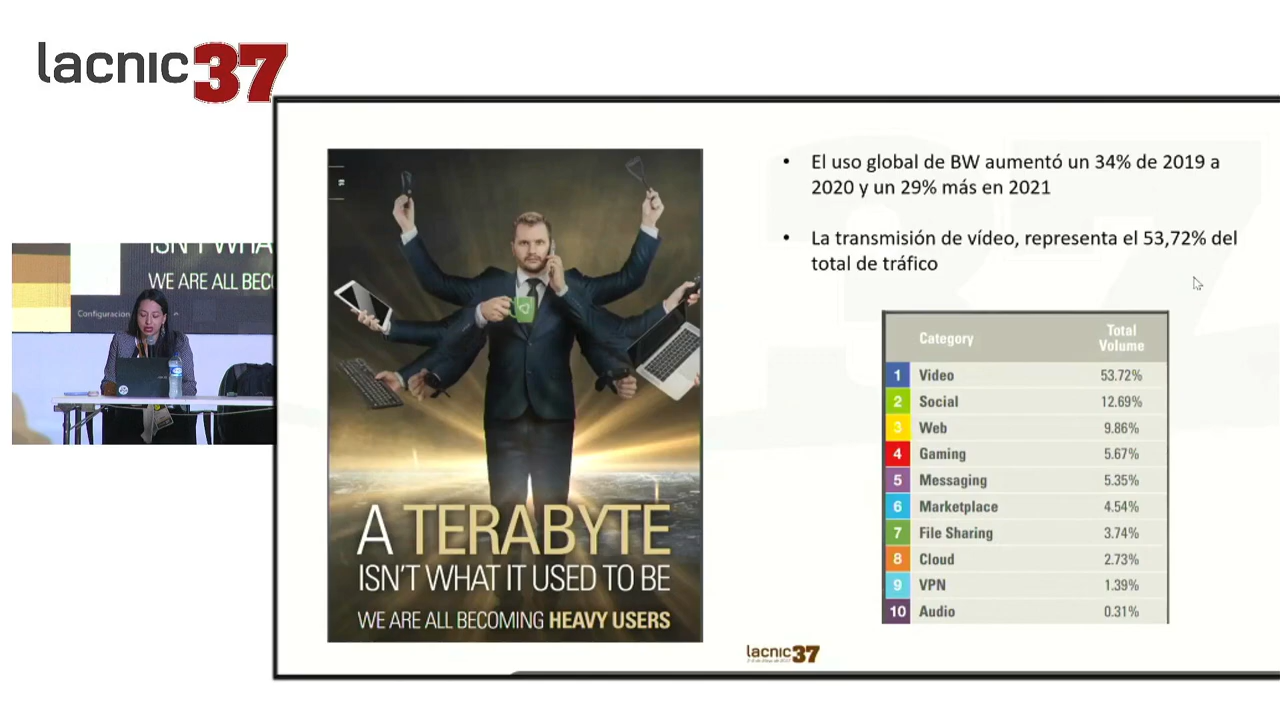 lacnic37
ISN'T WHA
WE ARE ALL BECO
Configuracion
A TERABYTE
ISN'T WHAT IT USED TO BE
WE ARE ALL BECOMING HEAVY USERS
• El uso global de BW aumentó un 34% de 2019 a
2020 y un 29% más en 2021
• La transmisión de vídeo, representa el 53,72% del
total de tráfico
Category Total Volume
1 Video 53.72%
2 Social 12.69%
3 Web 9.86%
4 Gaming 5.67%
5 Messaging 5.35%
6 Marketplace 4.54%
7 File Sharing 3.74%
8 Cloud 2.73%
9 VPN 1.39%
10 Audio 0.31%
lacnic37